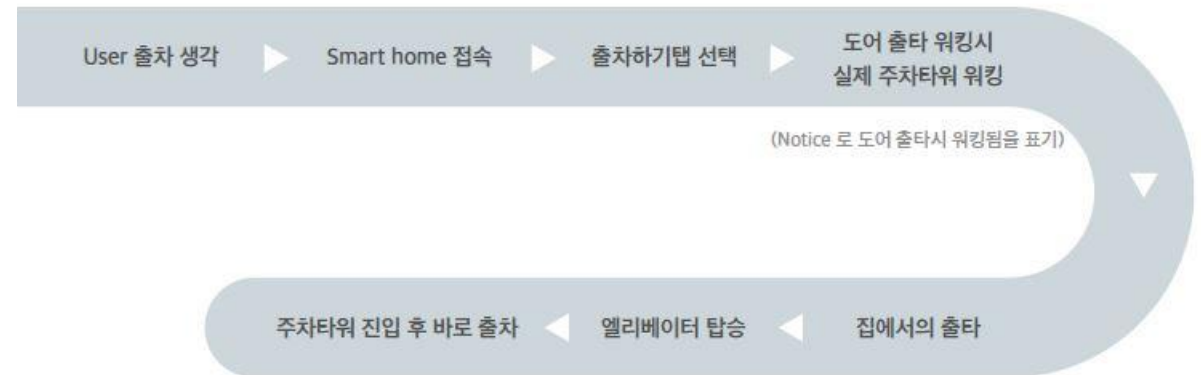 User 출차 생각
Smart home 접속
출차하기탭 선택
도어 출타 워킹시
실제 주차타워 워킹
(Notice 로 도어 출타시 워킹됨을 표기)
집에서의 출타
엘리베이터 탑승
주차타워 진입 후 바로 출차